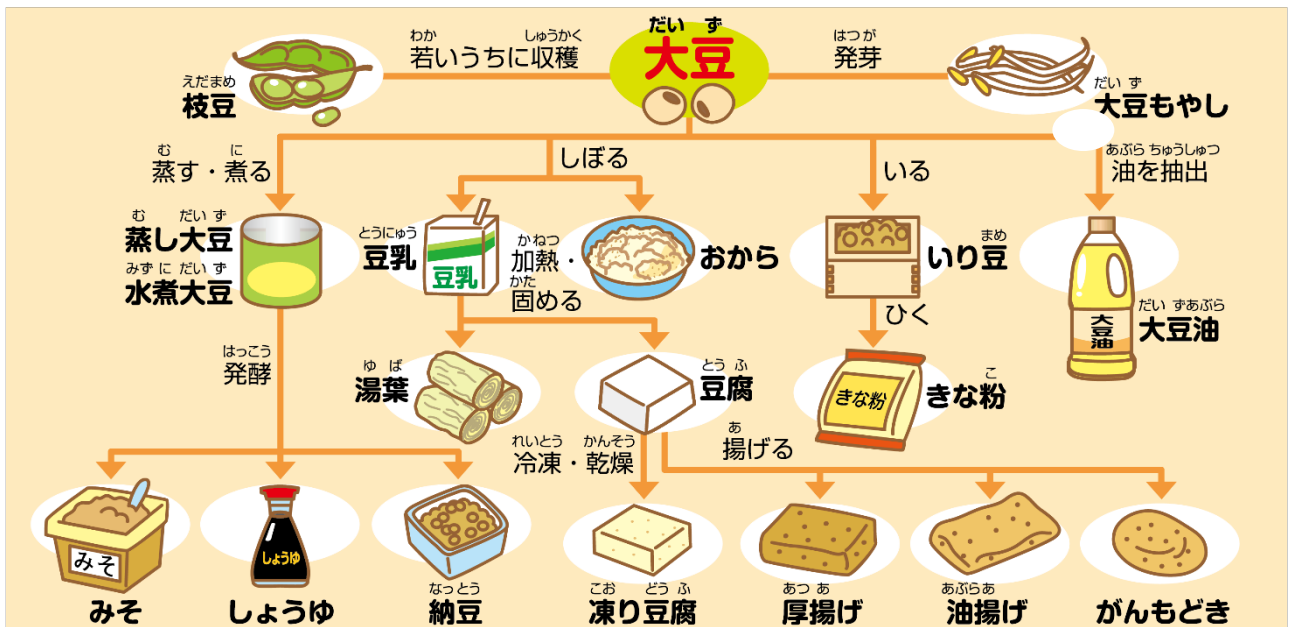 だいず
大豆
わか しゅうかく
若いうちに収穫
はつが
発芽
えだまめ
枝豆
だいず
大豆もやし
む に
蒸す・煮る
しぼる
いる
あぶら ちゅうしゅつ
油を抽出
む だいず
蒸し大豆
みずに だいず
水煮大豆
とうにゅう
豆乳
豆乳
かねつ
加熱・
かた
固める
おから
まめ
いり豆
だいずあぶら
大豆油
大豆油
ひく
はっこう
発酵
ゆば
湯葉
とうふ
豆腐
きな粉
こ
きな粉
れいとう かんそう
冷凍・乾燥
あ
揚げる
みそ
みそ
しょうゆ
しょうゆ
なっとう
納豆
こお どうふ
凍り豆腐
あつあ
厚揚げ
あぶらあ
油揚げ
がんもどき